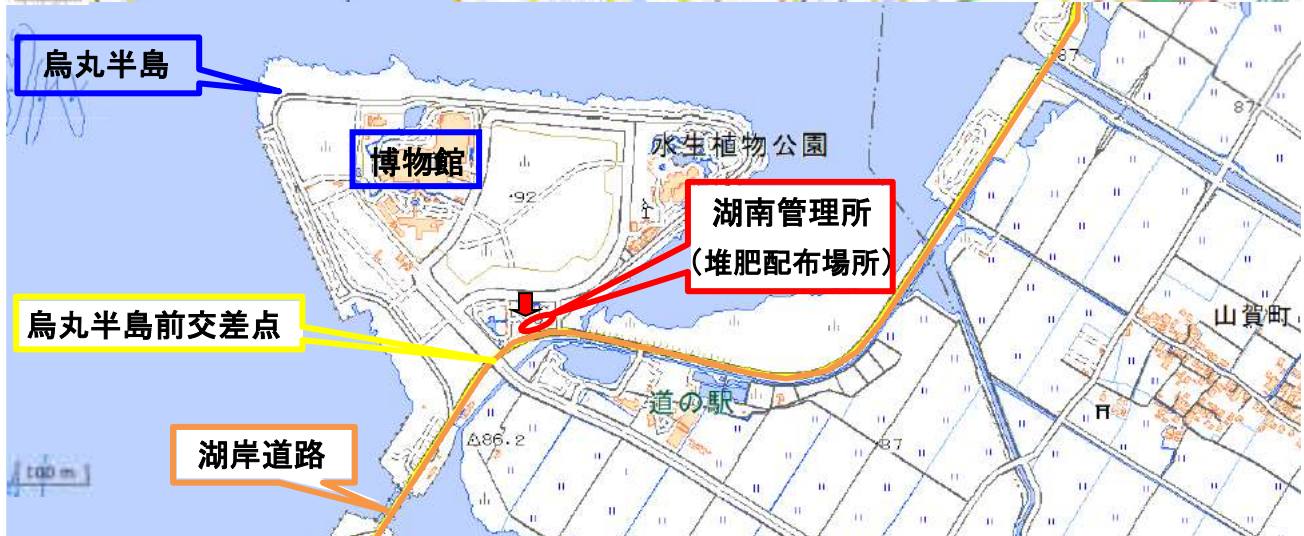 87
烏丸半島
87
水生植物公園
博物館
・92
湖南管理所
（堆肥配布場所）
山賀町
烏丸半島前交差点
道の駅
△86.2
87
湖岸道路
100 m